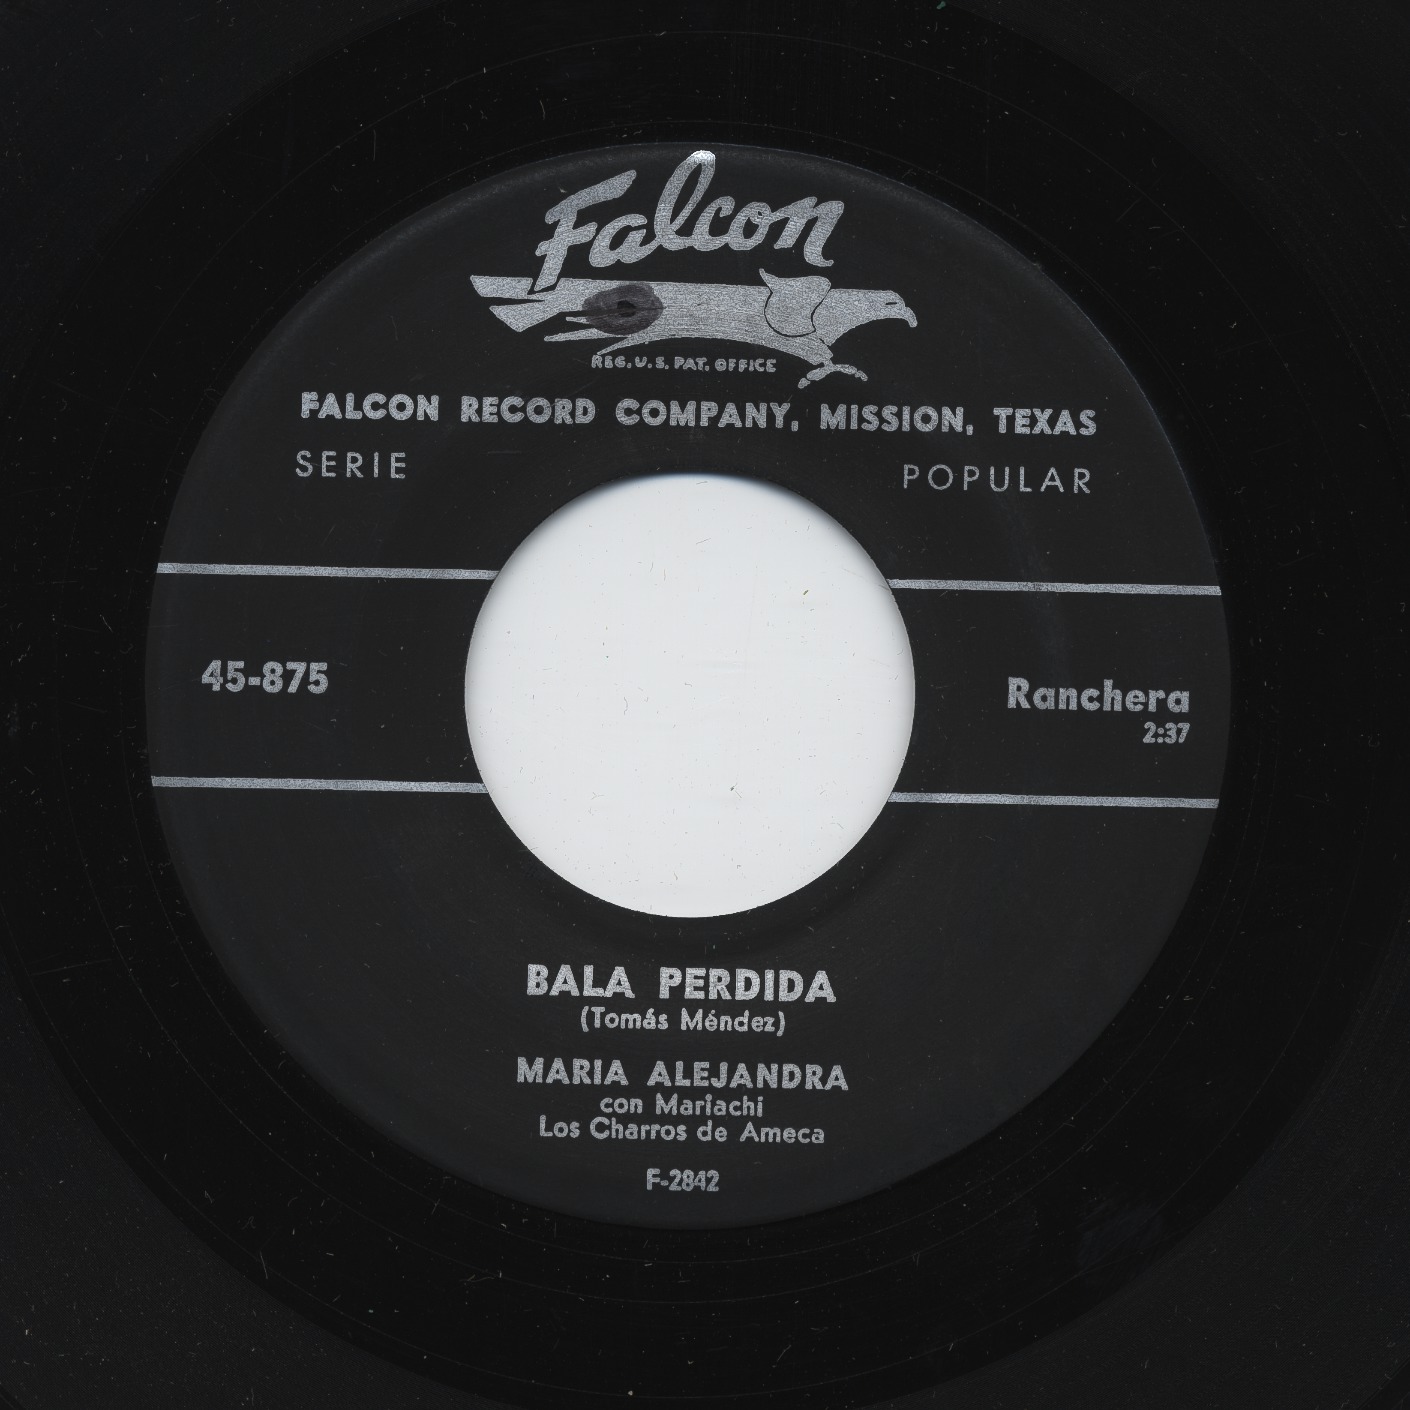 Falcon
REG. U.S. PAT. OFFICE
FALCON RECORD COMPANY, MISSION, TEXAS
SERIE POPULAR
45-875
Ranchera
2:37
BALA PERDIDA
(Tomás Méndez)
MARIA ALEJANDRA
con Mariachi
Los Charros de Ameca
F-2842